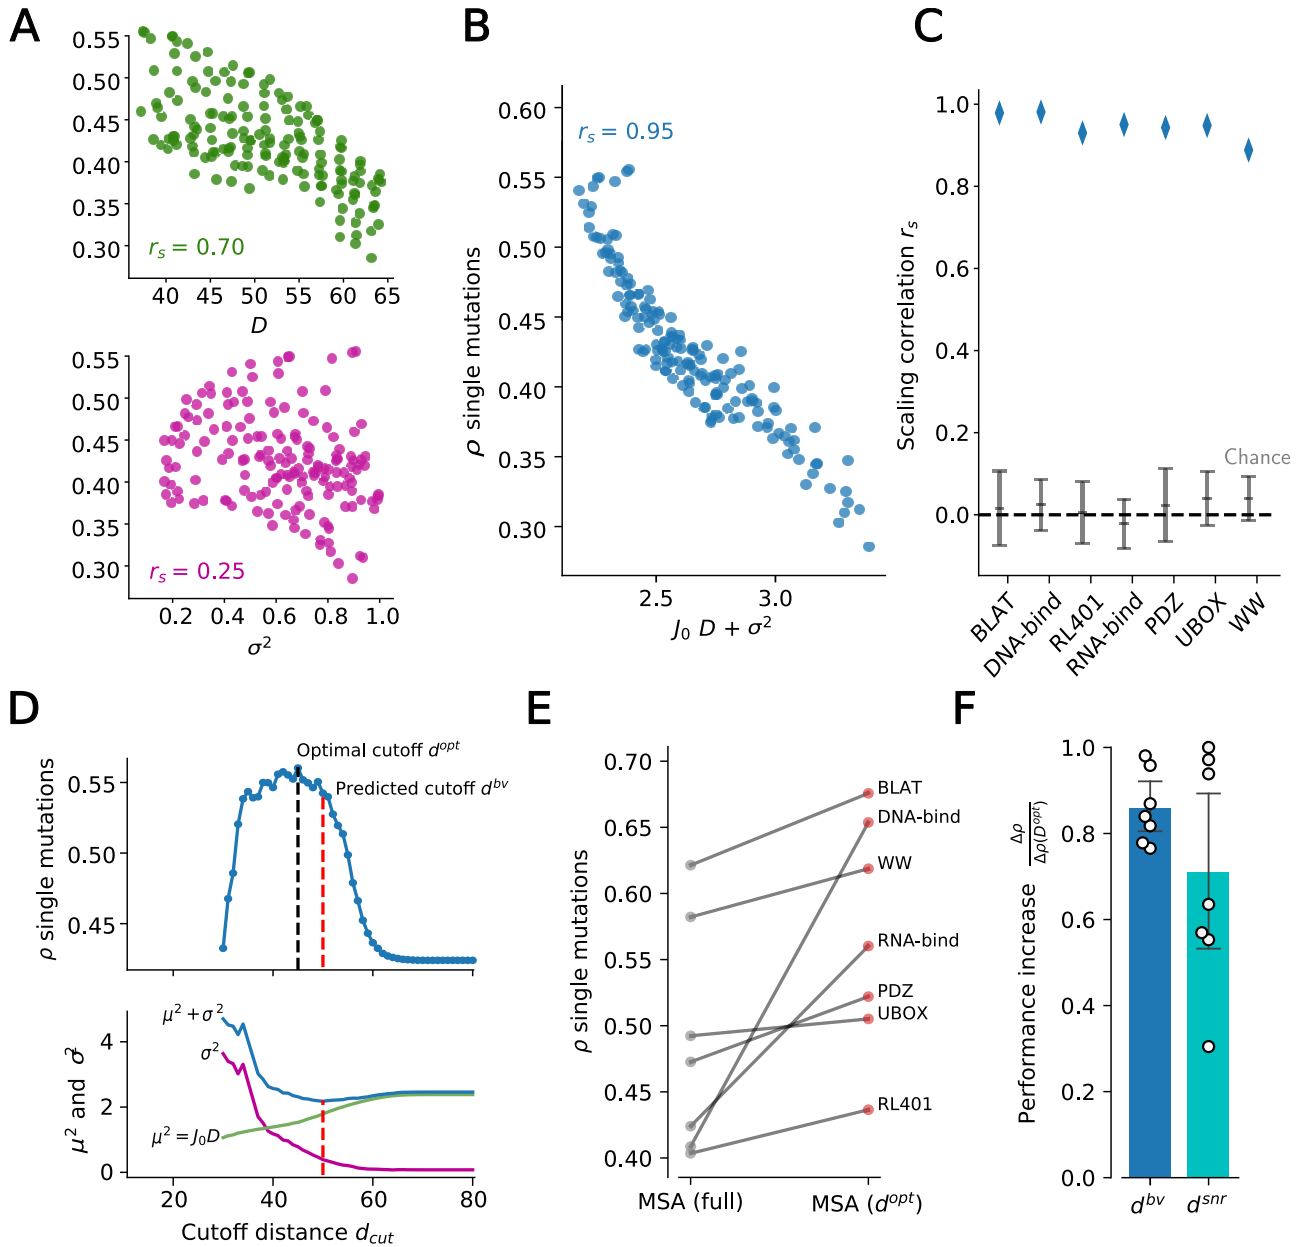 A
0.55
0.50
0.45
0.40
0.35
0.30
r_s = 0.70
40 45 50 55 60 65
D
0.55
0.50
0.45
0.40
0.35
0.30
r_s = 0.25
0.2 0.4 0.6 0.8 1.0
σ²
B
ρ single mutations
0.60
0.55
0.50
0.45
0.40
0.35
0.30
r_s = 0.95
2.5 3.0
J₀ D + σ²
C
Scaling correlation r_s
1.0
0.8
0.6
0.4
0.2
0.0
Chance
BLAT
DNA-bind
RL401
RNA-bind
PDZ
UBOX
WW
D
ρ single mutations
0.55
0.50
0.45
Optimal cutoff d^opt
Predicted cutoff d^bv
μ² and σ²
4
2
0
μ² + σ²
σ²
μ² = J₀D
20 40 60 80
Cutoff distance d_cut
E
ρ single mutations
0.70
0.65
0.60
0.55
0.50
0.45
0.40
BLAT
DNA-bind
WW
RNA-bind
PDZ
UBOX
RL401
MSA (full) MSA (d^opt)
F
Performance increase Δρ/Δρ(D^opt)
1.0
0.8
0.6
0.4
0.2
0.0
d^bv d^snr